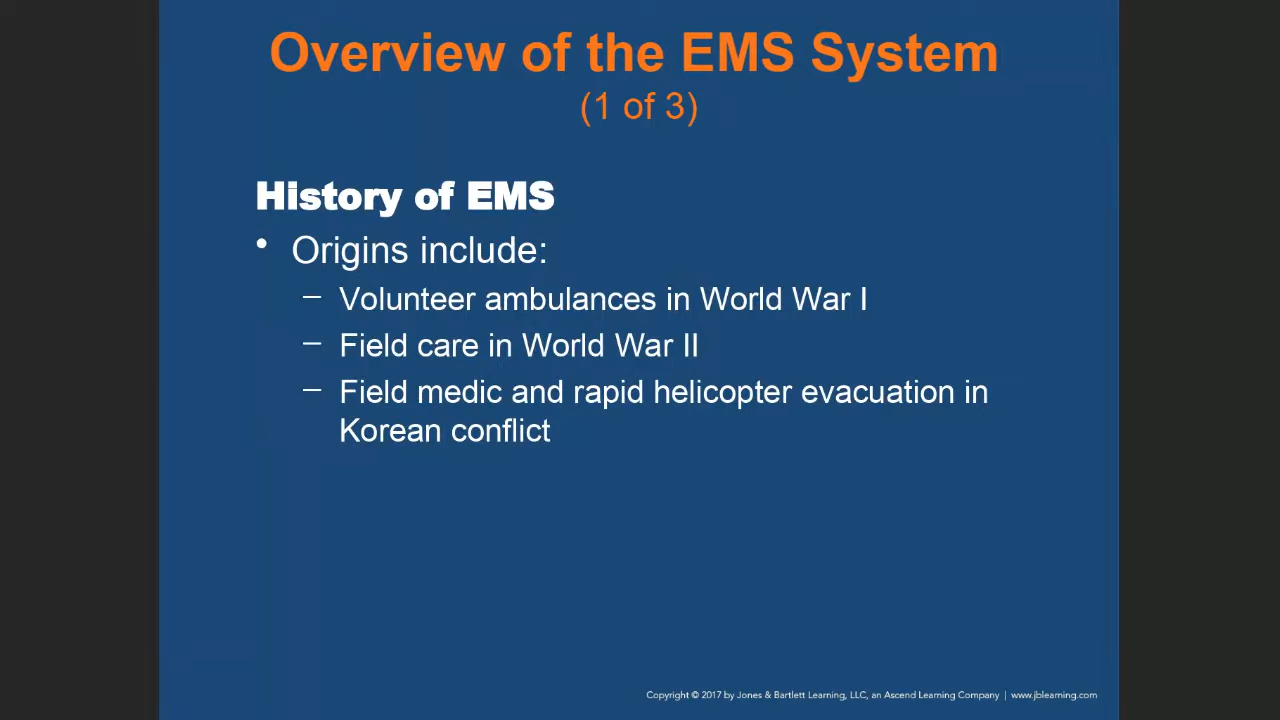 Overview of the EMS System
(1 of 3)
History of EMS
• Origins include:
– Volunteer ambulances in World War I
– Field care in World War II
– Field medic and rapid helicopter evacuation in
Korean conflict
Copyright © 2017 by Jones & Bartlett Learning, LLC, an Ascend Learning Company | www.jblearning.com